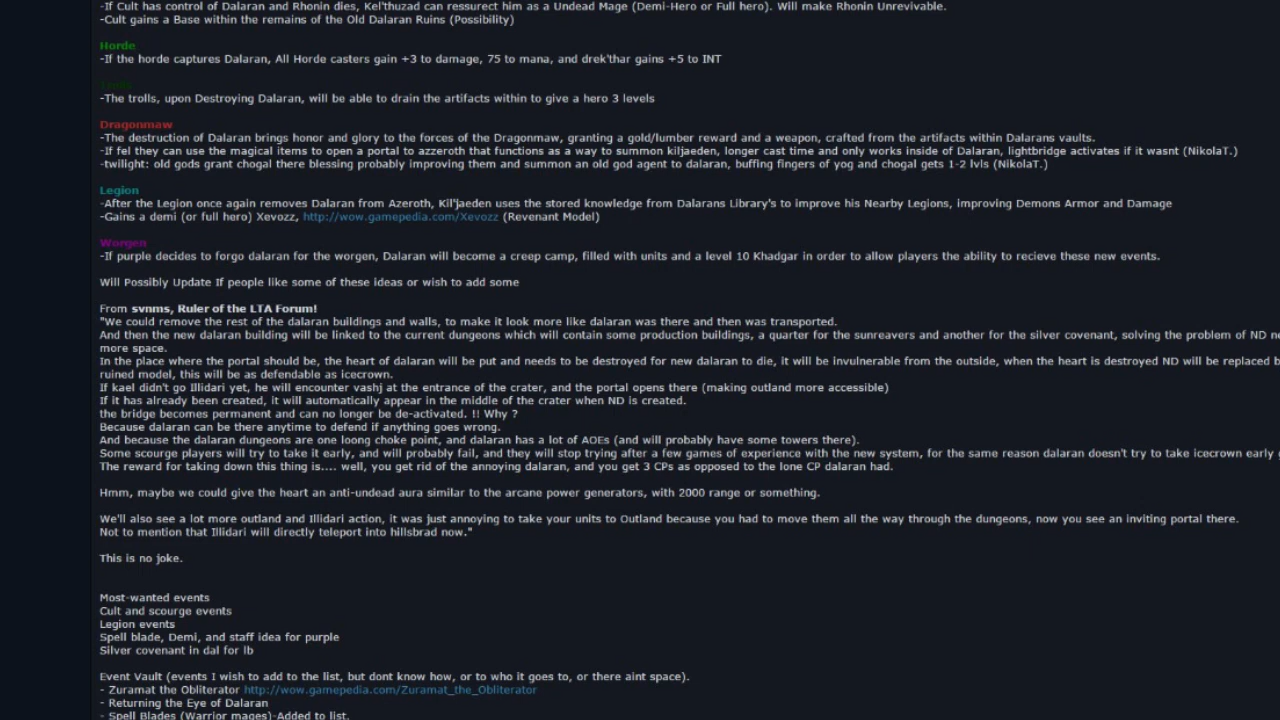 -If Cult has control of Dalaran and Rhonin dies, Kel'thuzad can ressurect him as a Undead Mage (Demi-Hero or Full hero). Will make Rhonin Unrevivable.
-Cult gains a Base within the remains of the Old Dalaran Ruins (Possibility)
Horde
-If the horde captures Dalaran, All Horde casters gain +3 to damage, 75 to mana, and drek'thar gains +5 to INT
-The trolls, upon Destroying Dalaran, will be able to drain the artifacts within to give a hero 3 levels
Dragonmaw
-The destruction of Dalaran brings honor and glory to the forces of the Dragonmaw, granting a gold/lumber reward and a weapon, crafted from the artifacts within Dalarans vaults.
-If fel they can use the magical items to open a portal to azzeroth that functions as a way to summon kiljaeden, longer cast time and only works inside of Dalaran, lightbridge activates if it wasnt (NikolaT.)
-twilight: old gods grant chogal there blessing probably improving them and summon an old god agent to dalaran, buffing fingers of yog and chogal gets 1-2 lvls (NikolaT.)
Legion
-After the Legion once again removes Dalaran from Azeroth, Kil'jaeden uses the stored knowledge from Dalarans Library's to improve his Nearby Legions, improving Demons Armor and Damage
-Gains a demi (or full hero) Xevozz, http://wow.gamepedia.com/Xevozz (Revenant Model)
Worgen
-If purple decides to forgo dalaran for the worgen, Dalaran will become a creep camp, filled with units and a level 10 Khadgar in order to allow players the ability to recieve these new events.
Will Possibly Update If people like some of these ideas or wish to add some
From svnms, Ruler of the LTA Forum!
"We could remove the rest of the dalaran buildings and walls, to make it look more like dalaran was there and then was transported.
And then the new dalaran building will be linked to the current dungeons which will contain some production buildings, a quarter for the sunreavers and another for the silver covenant, solving the problem of ND
more space.
In the place where the portal should be, the heart of dalaran will be put and needs to be destroyed for new dalaran to die, it will be invulnerable from the outside, when the heart is destroyed ND will be replaced
ruined model, this will be as defendable as icecrown.
If kael didn't go Illidari yet, he will encounter vashj at the entrance of the crater, and the portal opens there (making outland more accessible)
If it has already been created, it will automatically appear in the middle of the crater when ND is created.
the bridge becomes permanent and can no longer be de-activated. !! Why ?
Because dalaran can be there anytime to defend if anything goes wrong.
And because the dalaran dungeons are one loong choke point, and dalaran has a lot of AOEs (and will probably have some towers there).
Some scourge players will try to take it early, and will probably fail, and they will stop trying after a few games of experience with the new system, for the same reason dalaran doesn't try to take icecrown early
The reward for taking down this thing is.... well, you get rid of the annoying dalaran, and you get 3 CPs as opposed to the lone CP dalaran had.
Hmm, maybe we could give the heart an anti-undead aura similar to the arcane power generators, with 2000 range or something.
We'll also see a lot more outland and Illidari action, it was just annoying to take your units to Outland because you had to move them all the way through the dungeons, now you see an inviting portal there.
Not to mention that Illidari will directly teleport into hillsbrad now."
This is no joke.
Most-wanted events
Cult and scourge events
Legion events
Spell blade, Demi, and staff idea for purple
Silver covenant in dal for lb
Event Vault (events I wish to add to the list, but dont know how, or to who it goes to, or there aint space).
- Zuramat the Obliterator http://wow.gamepedia.com/Zuramat_the_Obliterator
- Returning the Eye of Dalaran
- Spell Blades (Warrior mages)-Added to list.